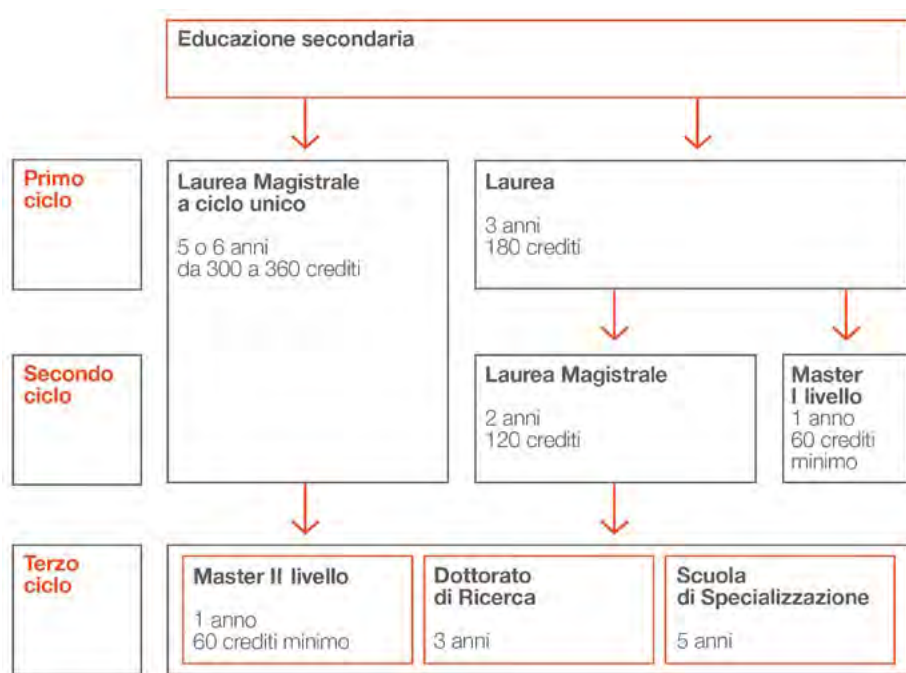 Educazione secondaria
Primo
ciclo
Laurea Magistrale
a ciclo unico
5 o 6 anni
da 300 a 360 crediti
Laurea
3 anni
180 crediti
Secondo
ciclo
Laurea Magistrale
2 anni
120 crediti
Master
I livello
1 anno
60 crediti
minimo
Terzo
ciclo
Master II livello
1 anno
60 crediti minimo
Dottorato
di Ricerca
3 anni
Scuola
di Specializzazione
5 anni